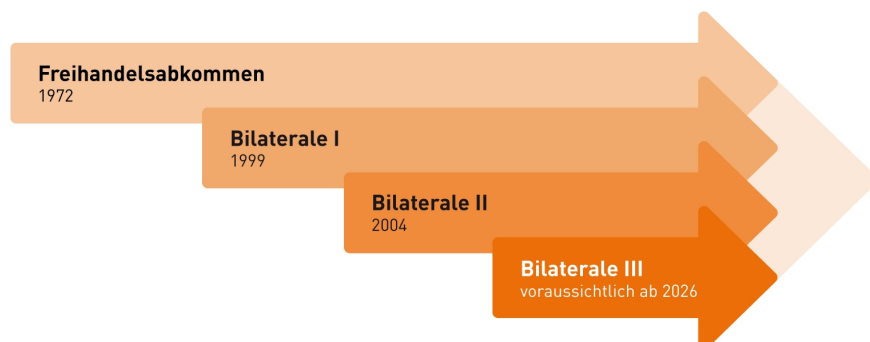 Freihandelsabkommen
1972
Bilaterale I
1999
Bilaterale II
2004
Bilaterale III
voraussichtlich ab 2026